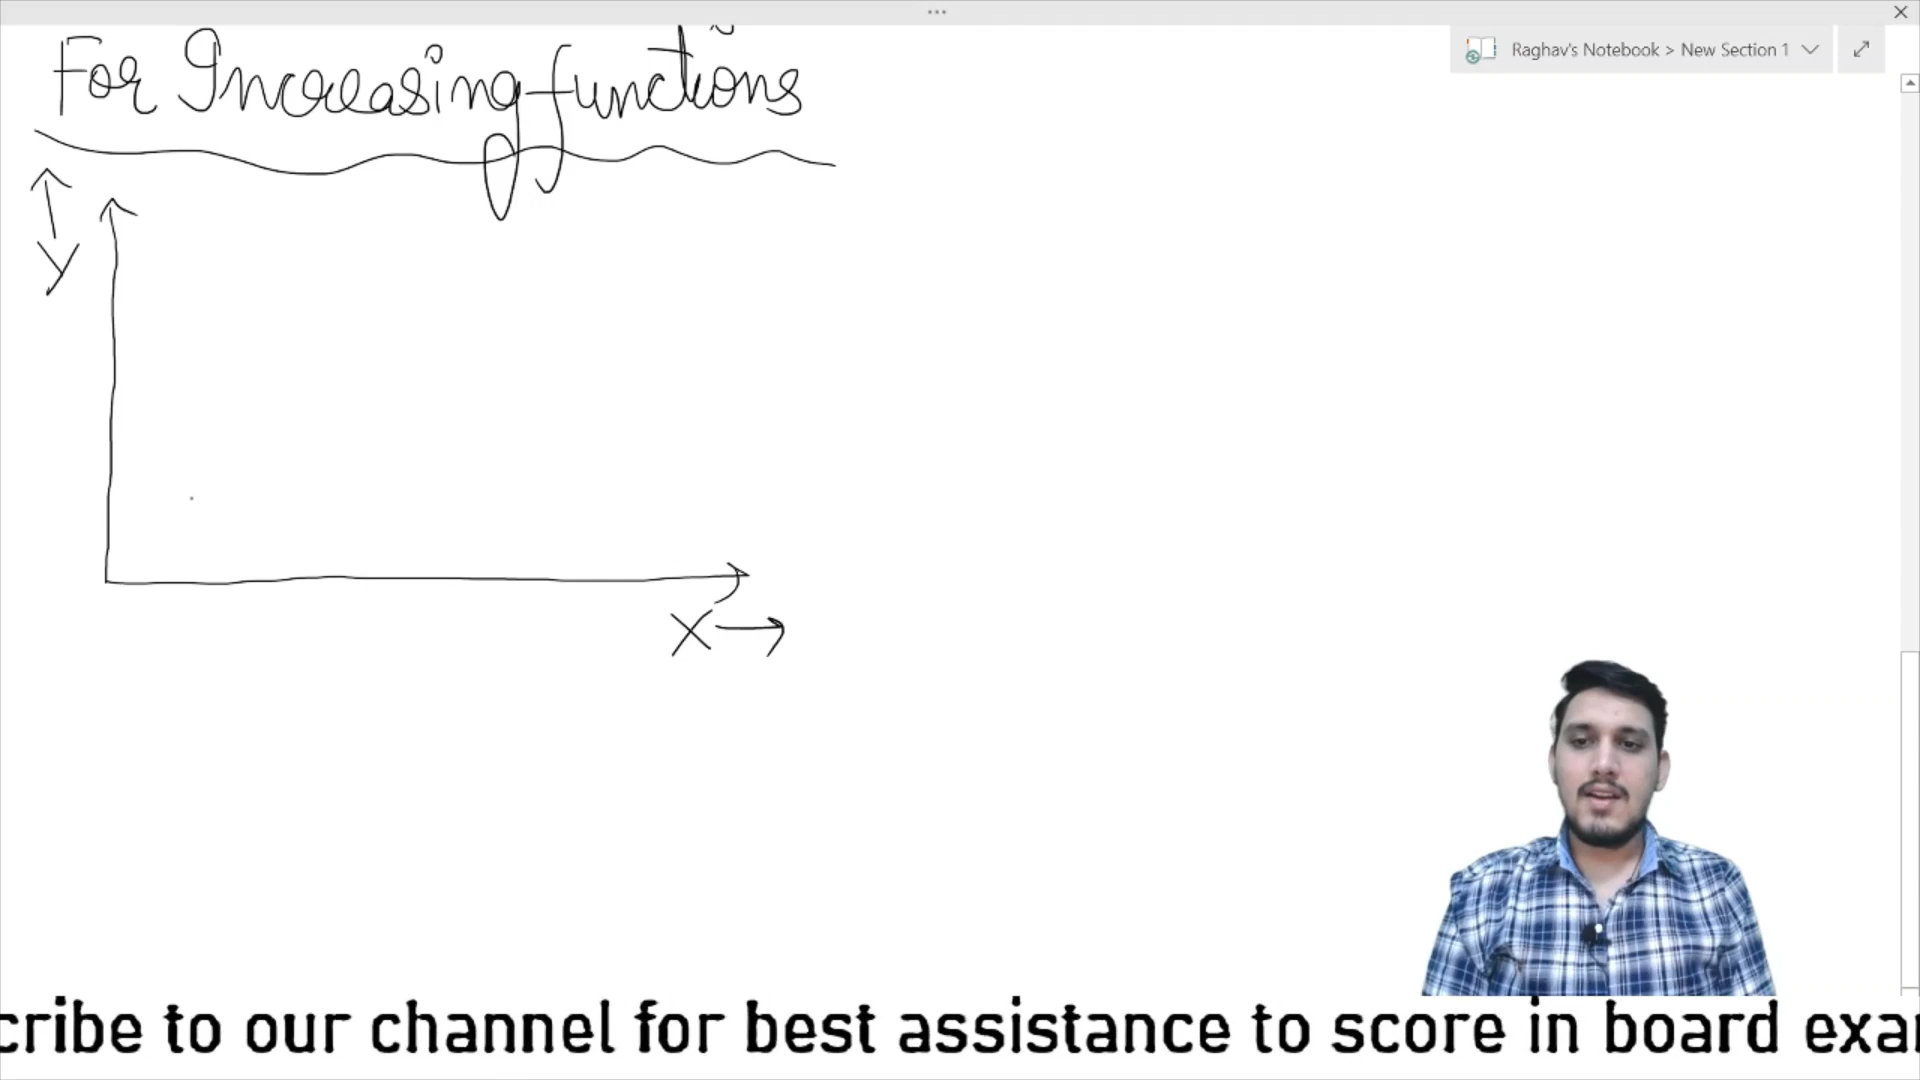 Raghav's Notebook > New Section 1
For Increasing functions
y
X
cribe to our channel for best assistance to score in board exa